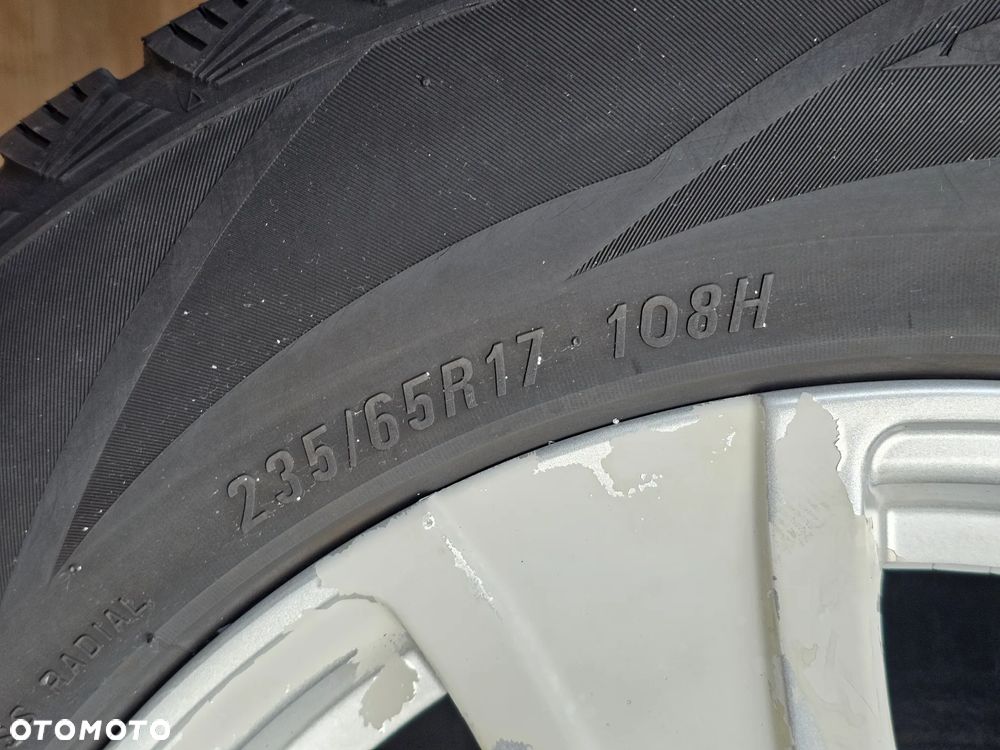 235/65R17 · 108H
RADIAL
OTOMOTO